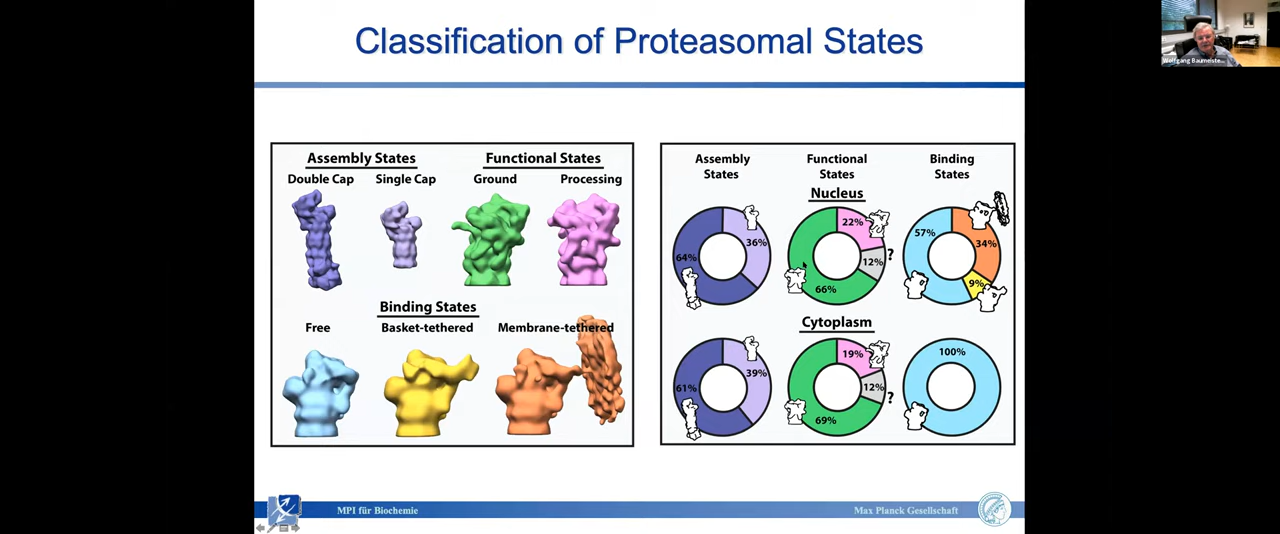 Classification of Proteasomal States
Wolfgang Baumeiste...
Assembly States
Functional States
Double Cap
Single Cap
Ground
Processing
Binding States
Free
Basket-tethered
Membrane-tethered
Assembly
States
Functional
States
Binding
States
Nucleus
64%
36%
22%
12%
?
66%
57%
34%
9%
Cytoplasm
61%
39%
19%
12%
?
69%
100%
MPI für Biochemie
Max Planck Gesellschaft